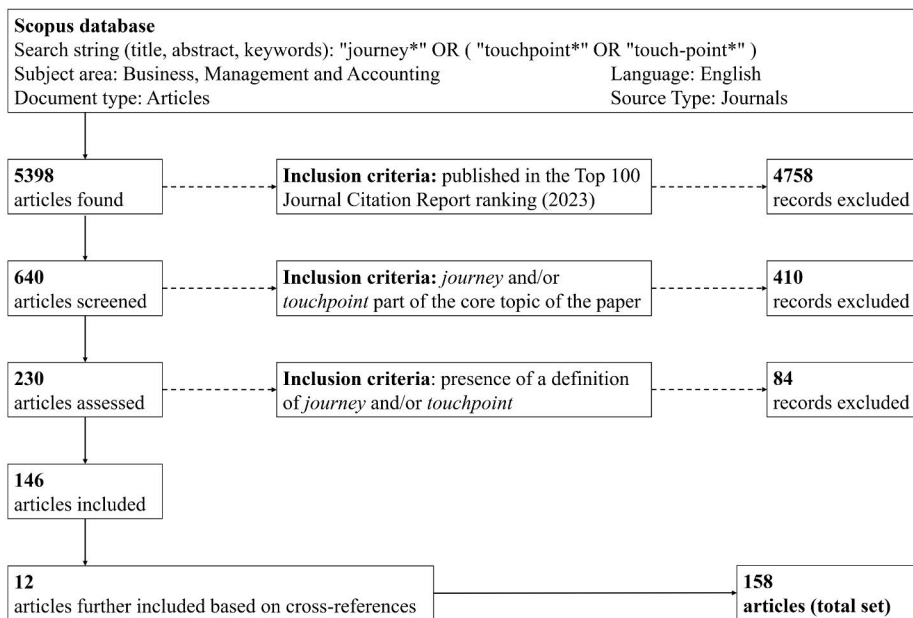 Scopus database
Search string (title, abstract, keywords): "journey*" OR ( "touchpoint*" OR "touch-point*" )
Subject area: Business, Management and Accounting Language: English
Document type: Articles Source Type: Journals
5398
articles found
Inclusion criteria: published in the Top 100
Journal Citation Report ranking (2023)
4758
records excluded
640
articles screened
Inclusion criteria: journey and/or
touchpoint part of the core topic of the paper
410
records excluded
230
articles assessed
Inclusion criteria: presence of a definition
of journey and/or touchpoint
84
records excluded
146
articles included
12
articles further included based on cross-references
158
articles (total set)